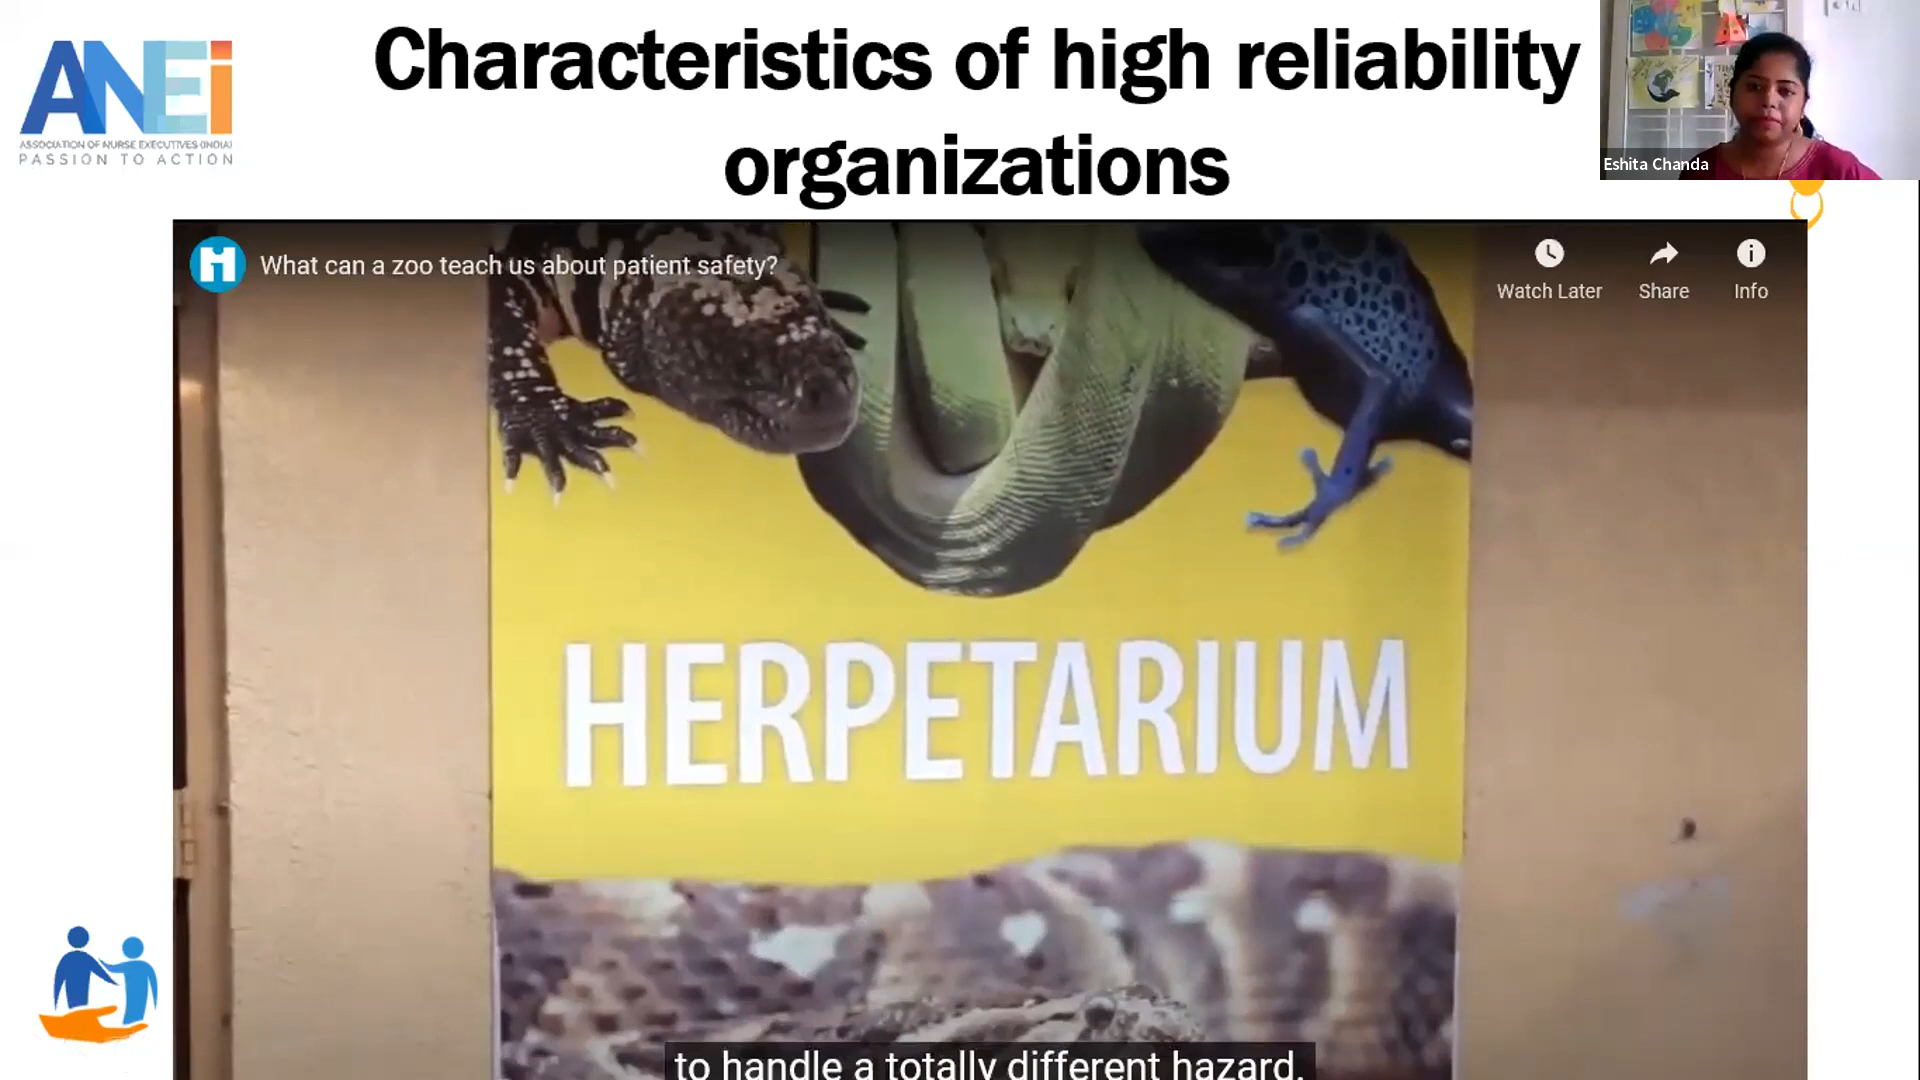 Characteristics of high reliability
organizations
ANEi
ASSOCIATION OF NURSE EXECUTIVES (INDIA)
PASSION TO ACTION
Eshita Chanda
H
What can a zoo teach us about patient safety?
Watch Later
Share
Info
HERPETARIUM
to handle a totally different hazard.